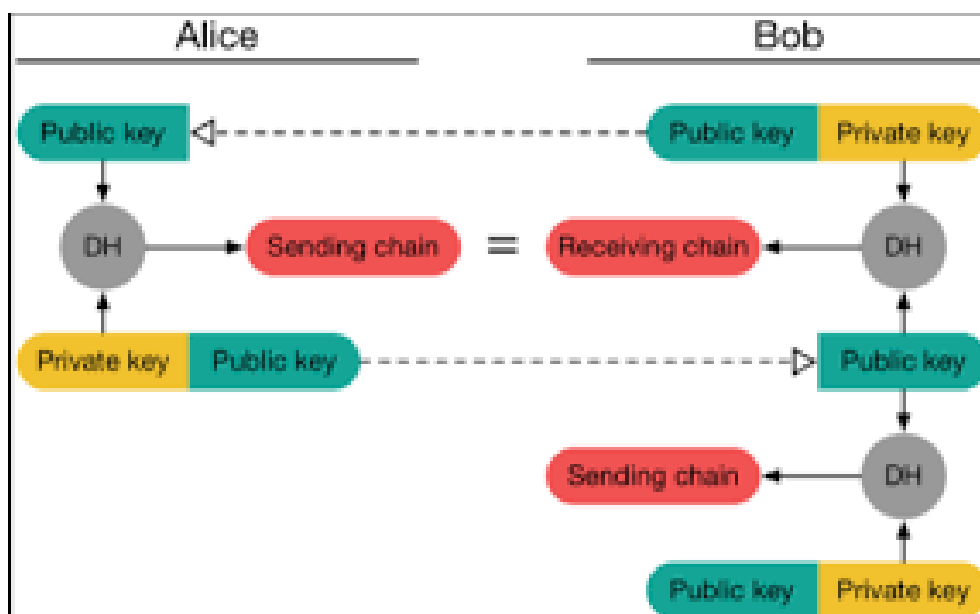 Alice Bob
Public key Public key Private key
DH Sending chain = Receiving chain DH
Private key Public key Public key
Sending chain DH
Public key Private key